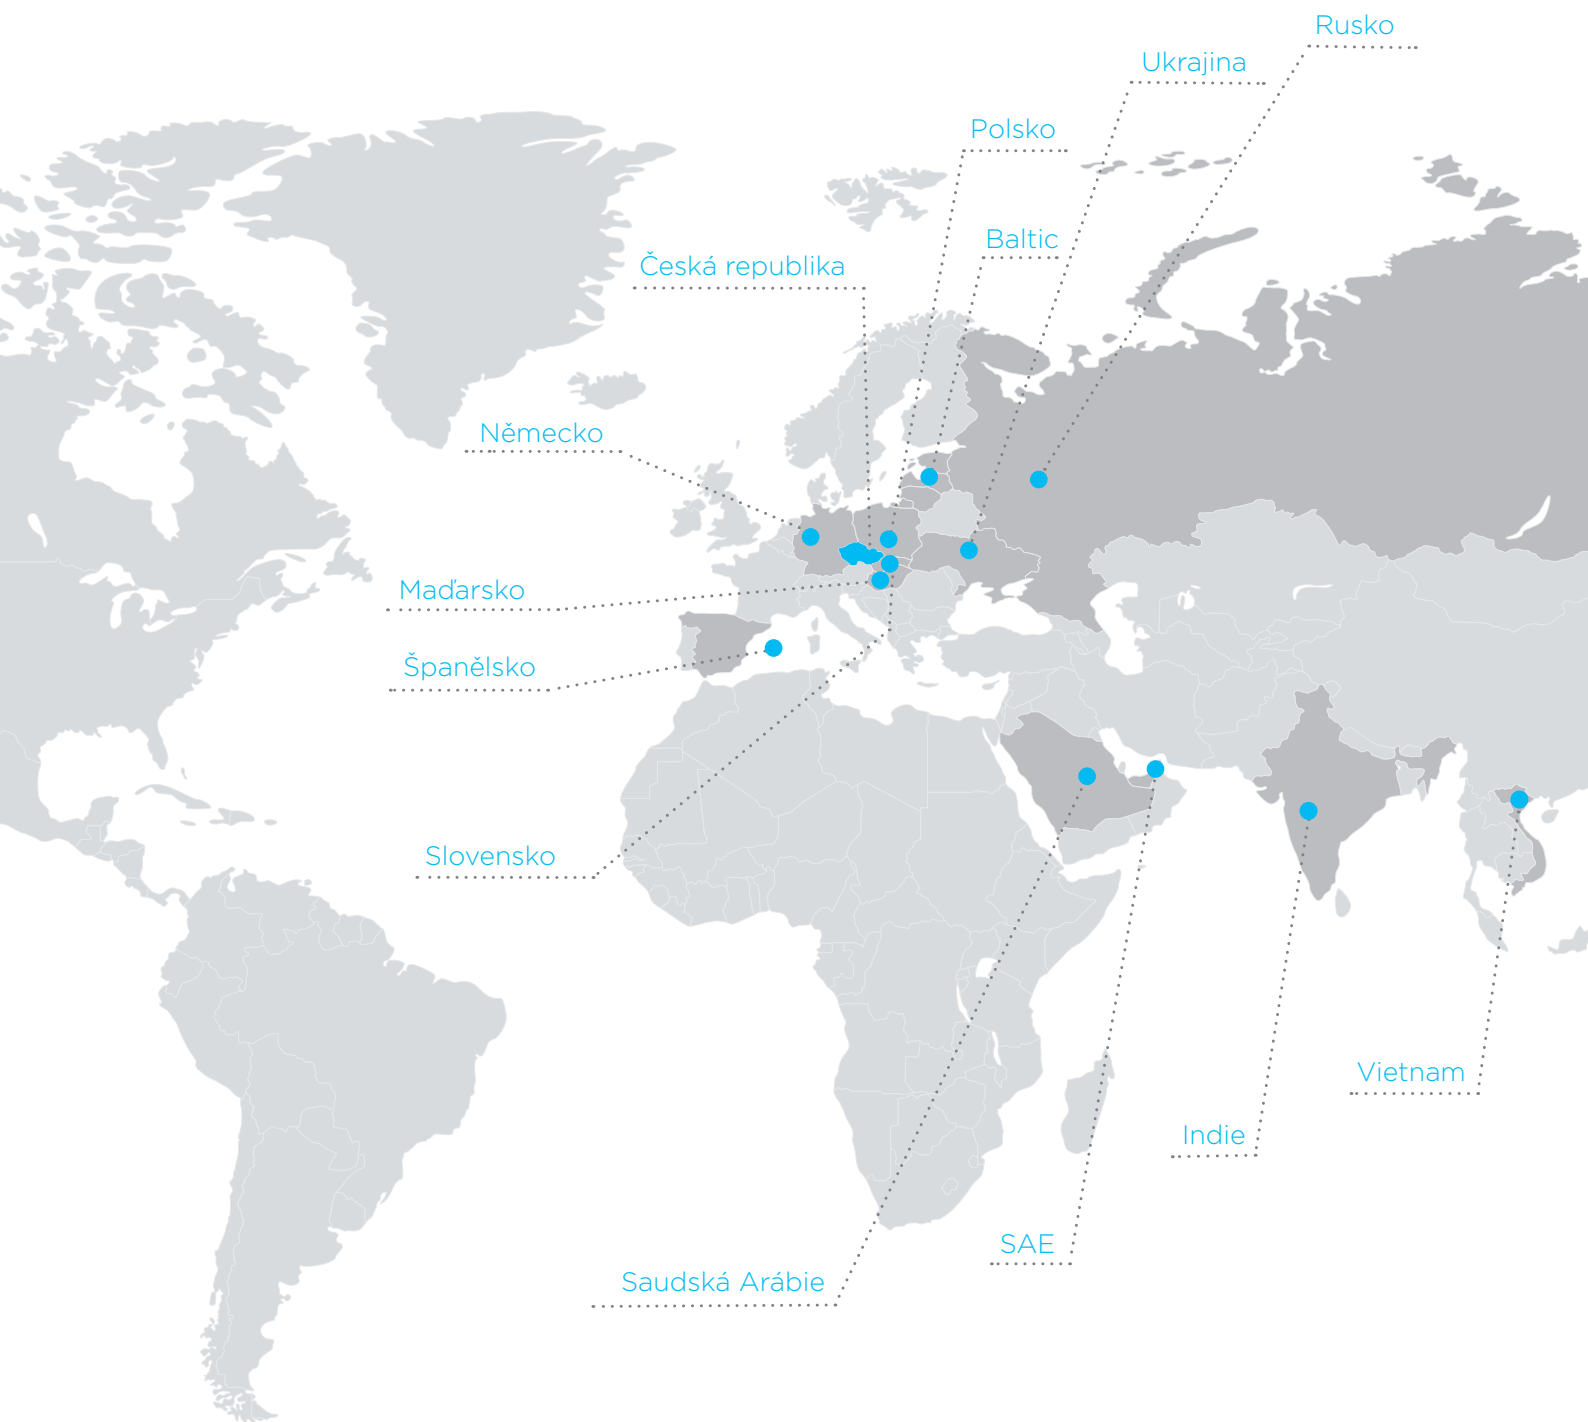 Rusko
Ukrajina
Polsko
Baltic
Česká republika
Německo
Maďarsko
Španělsko
Slovensko
Vietnam
Indie
SAE
Saudská Arábie